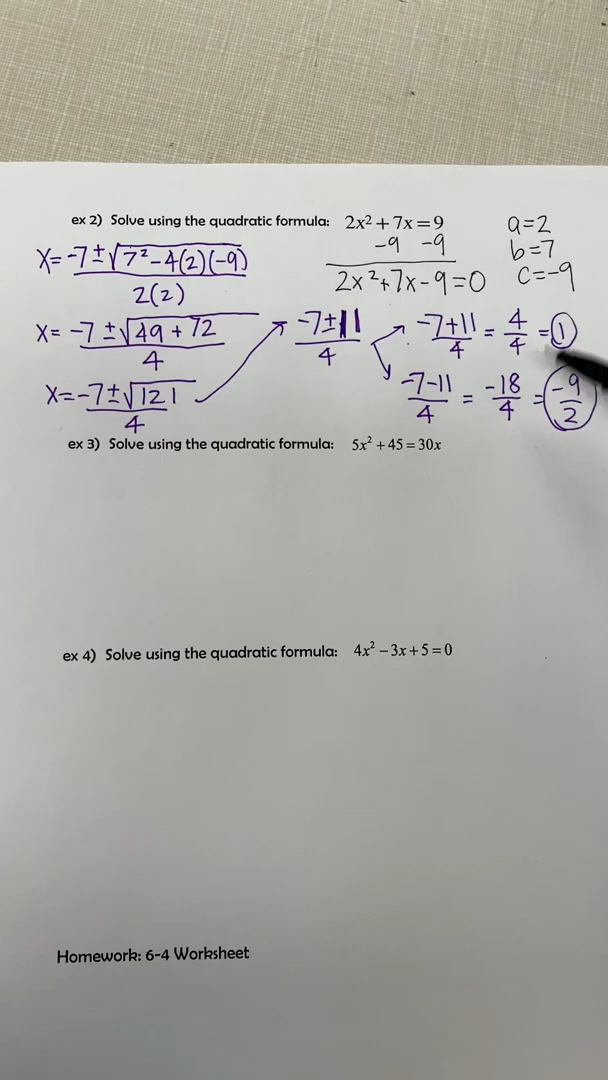 ex 2) Solve using the quadratic formula: 2x² + 7x = 9
-9 -9
2x²+7x-9=0
a=2
b=7
c=-9
x= -7±√7²-4(2)(-9)
2(2)
x= -7±√49+72
4
x=-7±√121
4
-7±11
4
-7+11 = 4 = 1
4 4
-7-11 = -18 = -9
4 4 2
ex 3) Solve using the quadratic formula: 5x² + 45 = 30x
ex 4) Solve using the quadratic formula: 4x² − 3x + 5 = 0
Homework: 6-4 Worksheet